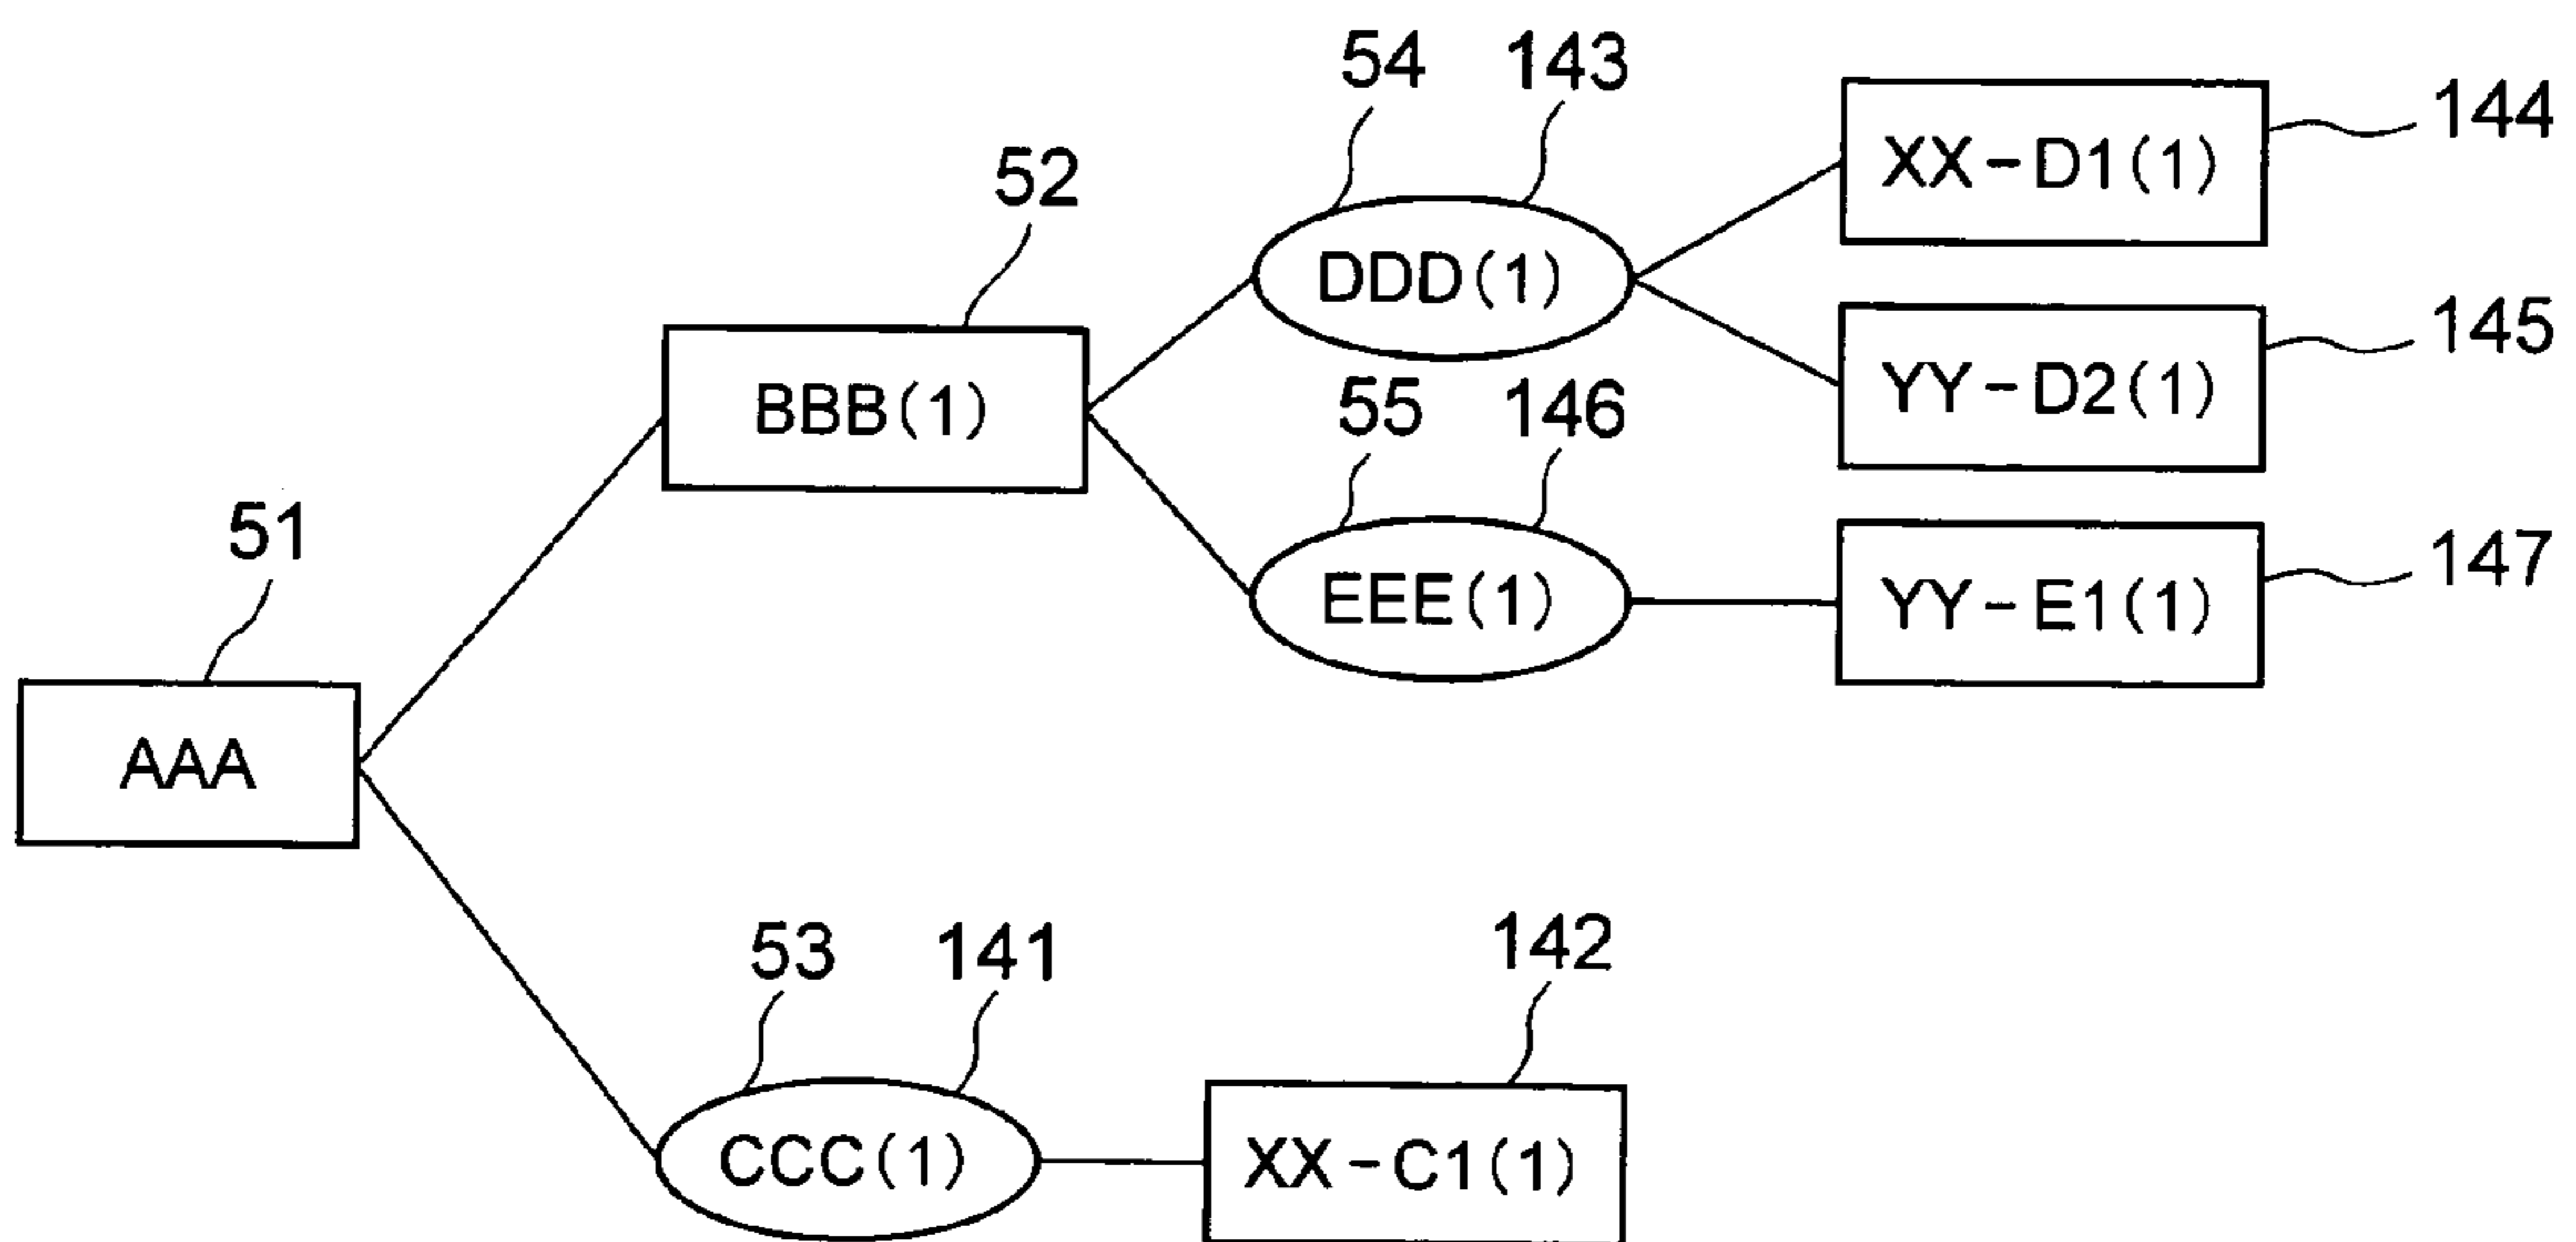 54 143
XX-D1(1) 144
52
DDD(1)
YY-D2(1) 145
BBB(1)
55 146
51
EEE(1) YY-E1(1) 147
AAA
53 141 142
CCC(1) XX-C1(1)